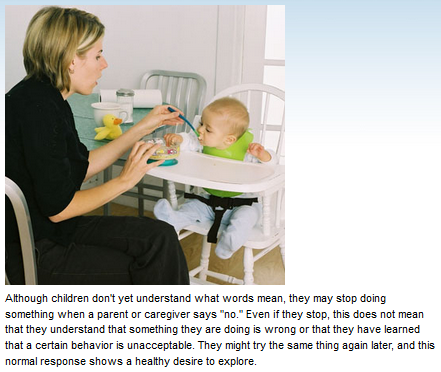 Although children don't yet understand what words mean, they may stop doing
something when a parent or caregiver says "no." Even if they stop, this does not mean
that they understand that something they are doing is wrong or that they have learned
that a certain behavior is unacceptable. They might try the same thing again later, and this
normal response shows a healthy desire to explore.